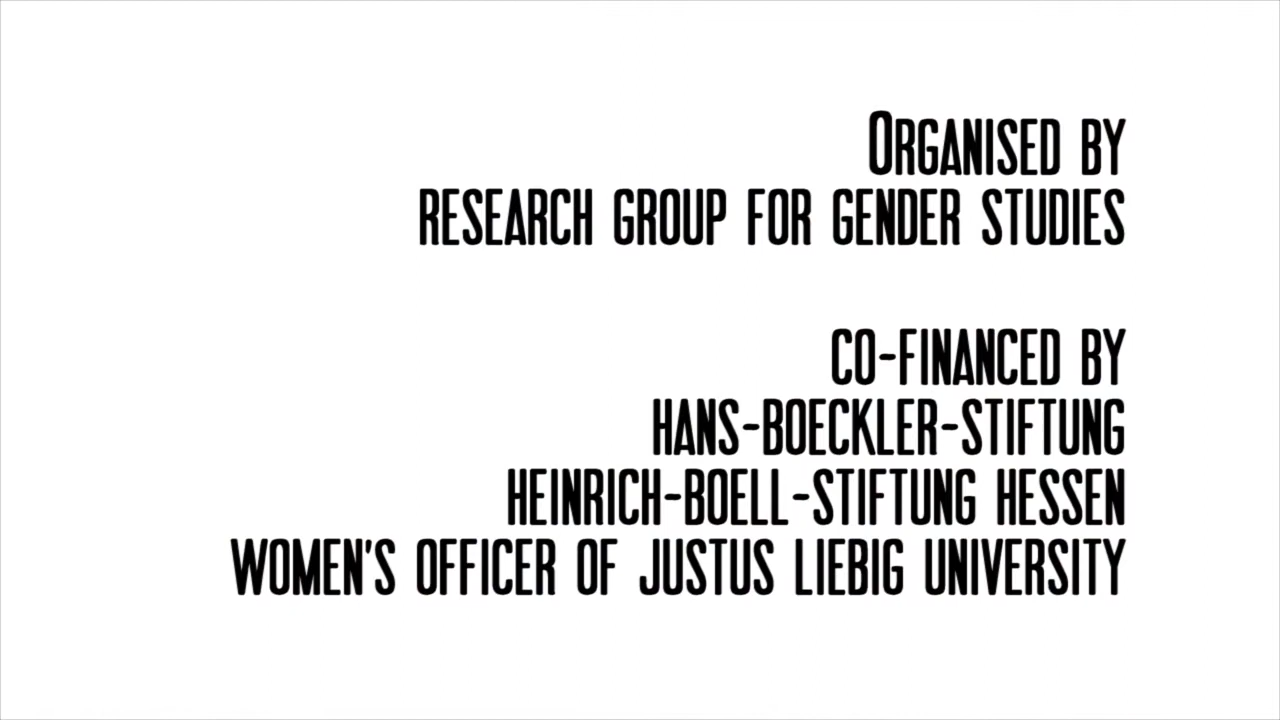 Organised by
RESEARCH GROUP FOR GENDER STUDIES
CO-FINANCED BY
HANS-BOECKLER-STIFTUNG
HEINRICH-BOELL-STIFTUNG HESSEN
WOMEN'S OFFICER OF JUSTUS LIEBIG UNIVERSITY